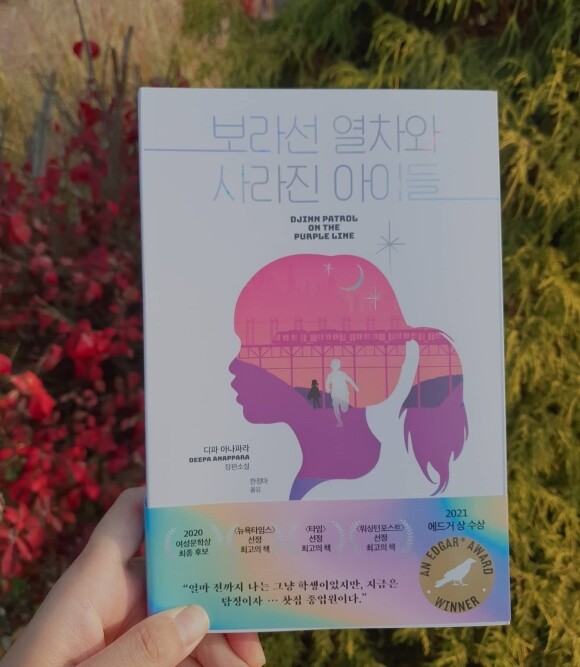 보라선 열차와
사라진 아이들
DJINN PATROL
ON THE
PURPLE LINE
디파 아나파라
DEEPA ANAPPARA
장편소설
한정아
옮김
2020
여성문학상
최종 후보
〈뉴욕타임스〉
선정
최고의 책
〈타임〉
선정
최고의 책
〈워싱턴포스트〉
선정
최고의 책
2021
에드거 상 수상
AN EDGAR® AWARD
WINNER
“얼마 전까지 나는 그냥 학생이었지만, 지금은
탐정이자 … 찻집 종업원이다.”